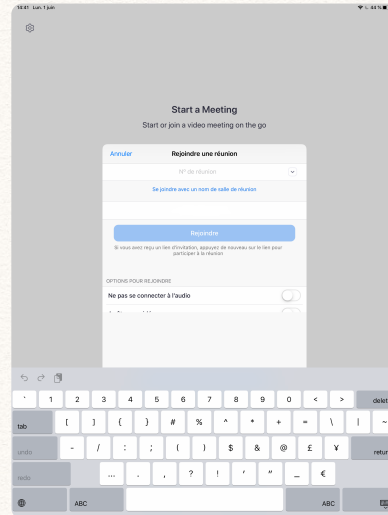 14:41 Lun. 1 juin
44 %
Start a Meeting
Start or join a video meeting on the go
Annuler
Rejoindre une réunion
N° de réunion
Se joindre avec un nom de salle de réunion
Rejoindre
Si vous avez reçu un lien d'invitation, appuyez de nouveau sur le lien pour
participer à la réunion
OPTIONS POUR REJOINDRE
Ne pas se connecter à l'audio
` 1 2 3 4 5 6 7 8 9 0 < > delet
tab [ ] { } # % ^ * + = \ | ~
undo - / : ; ( ) $ & @ £ ¥ retur
redo ... . , ? ! ' " _ €
ABC ABC